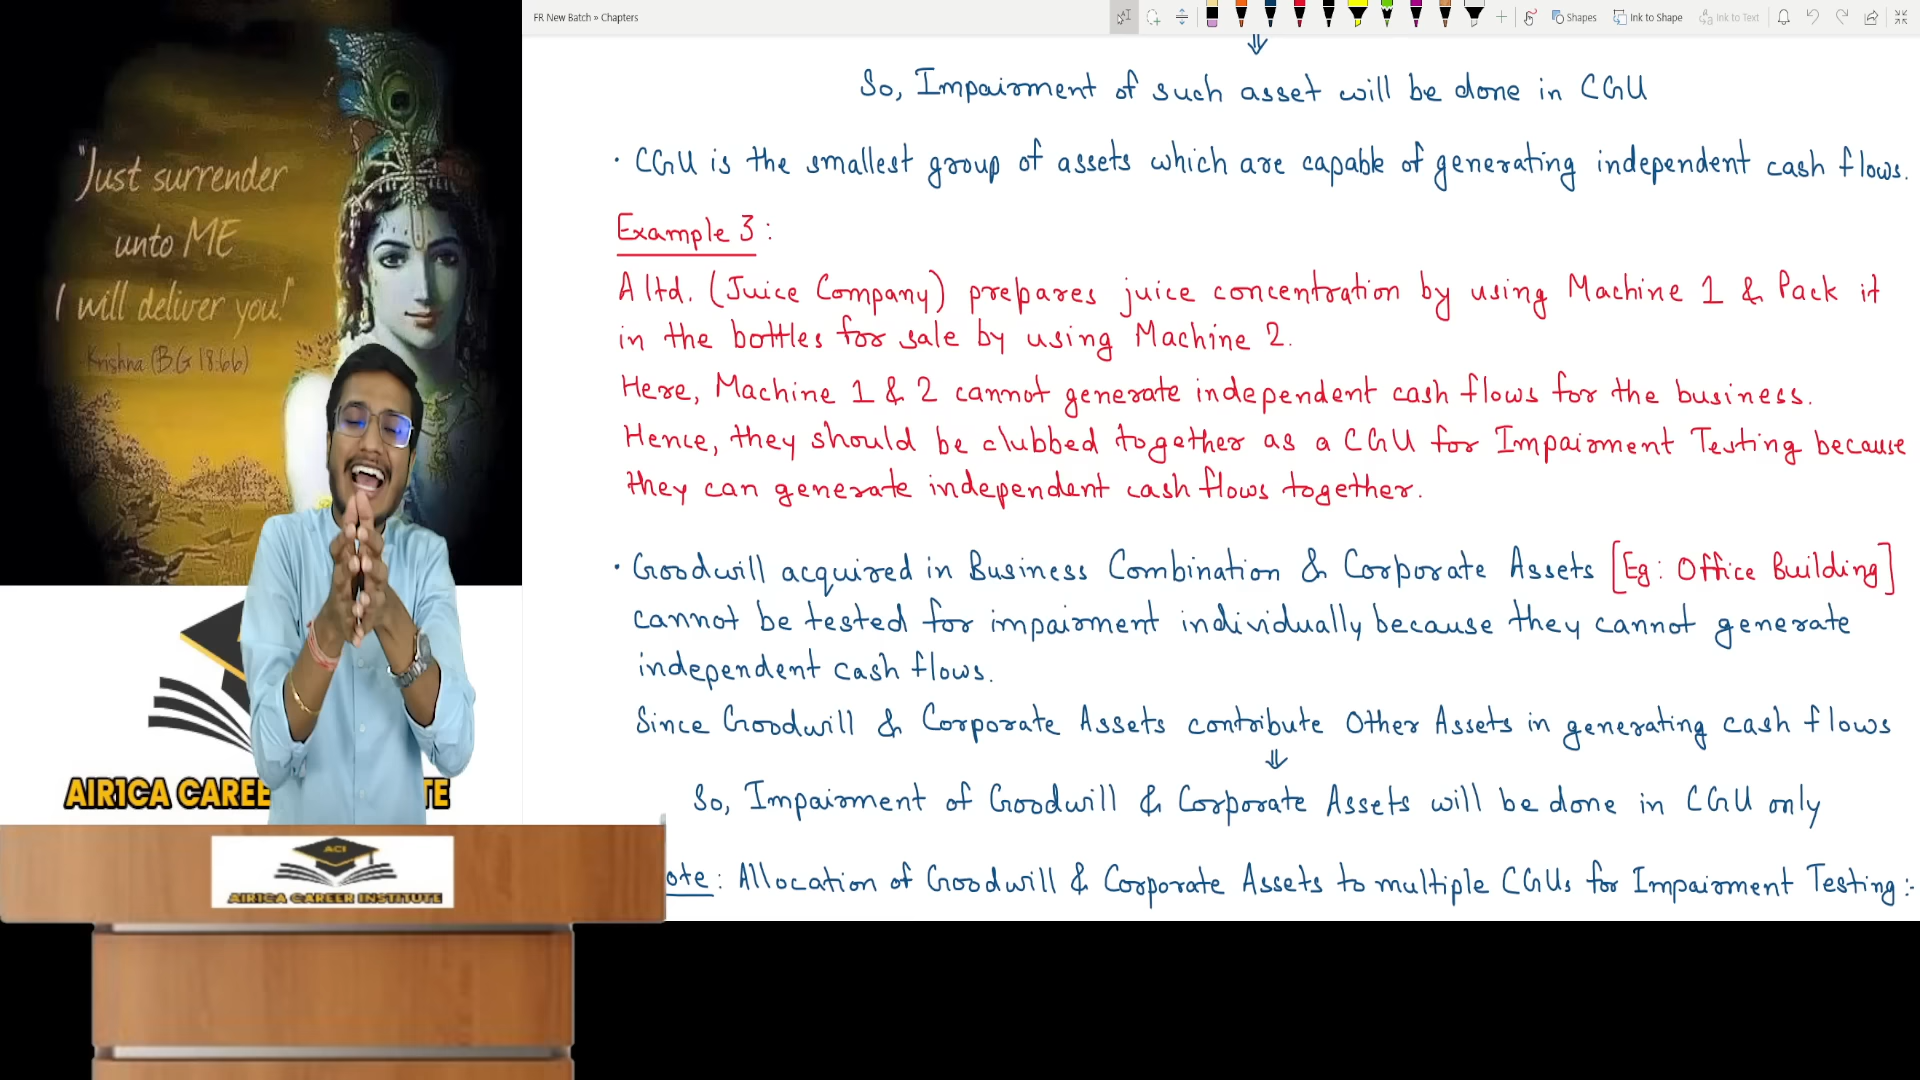 FR New Batch » Chapters
Shapes
Ink to Shape
Ink to Text
So, Impairment of such asset will be done in CGU
• CGU is the smallest group of assets which are capable of generating independent cash flows.
Example 3 :
A ltd. (Juice Company) prepares juice concentration by using Machine 1 & Pack it
in the bottles for sale by using Machine 2.
Here, Machine 1 & 2 cannot generate independent cash flows for the business.
Hence, they should be clubbed together as a CGU for Impairment Testing because
they can generate independent cash flows together.
• Goodwill acquired in Business Combination & Corporate Assets [Eg : Office Building]
cannot be tested for impairment individually because they cannot generate
independent cash flows.
Since Goodwill & Corporate Assets contribute Other Assets in generating cash flows
So, Impairment of Goodwill & Corporate Assets will be done in CGU only
ote : Allocation of Goodwill & Corporate Assets to multiple CGUs for Impairment Testing :-
"Just surrender
unto ME
I will deliver you!"
-Krishna (B.G 18:66)
AIR1CA CAREE
TE
ACI
AIR1CA CAREER INSTITUTE